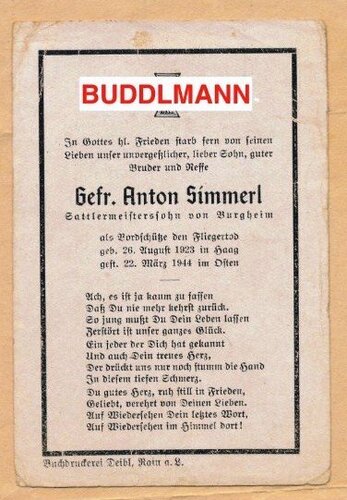 BUDDLMANN
In Gottes hl. Frieden starb fern von seinen
Lieben unser unvergeßlicher, lieber Sohn, guter
Bruder und Neffe
Gefr. Anton Simmerl
Sattlermeisterssohn von Burgheim
als Bordschütze den Fliegertod
geb. 26. August 1923 in Haag
gest. 22. März 1944 im Osten
Ach, es ist ja kaum zu fassen
Daß Du nie mehr kehrst zurück.
So jung mußt Du Dein Leben lassen
Zerstört ist unser ganzes Glück.
Ein jeder der Dich hat gekannt
Und auch Dein treues Herz,
Der drückt uns nur noch stumm die Hand
In diesem tiefen Schmerz.
Du gutes Herz, ruh still in Frieden,
Geliebt, verehrt von Deinen Lieben.
Auf Wiedersehen Dein letztes Wort,
Auf Wiedersehen im Himmel dort!
Buchdruckerei Deibl, Rain a. L.